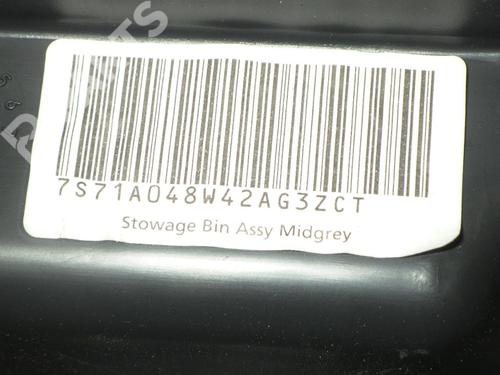 7S71A048W42AG3ZCT
Stowage Bin Assy Midgrey